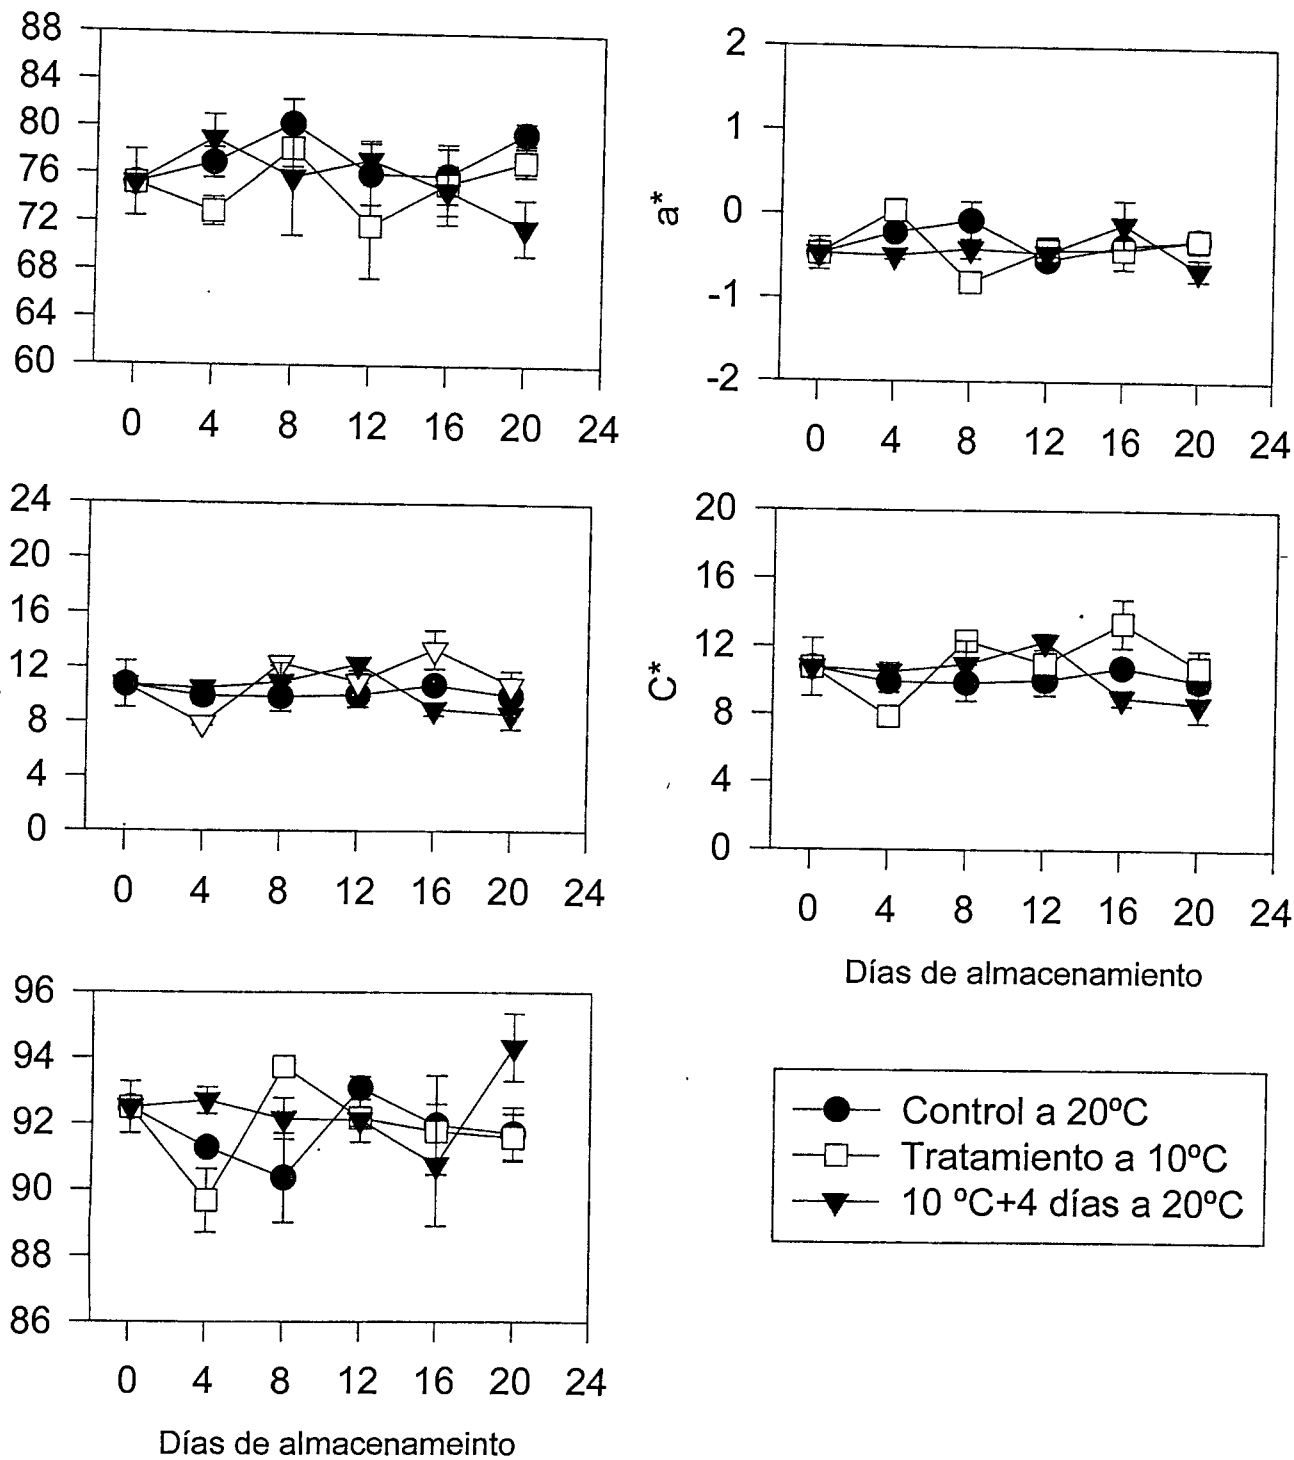 88
84
80
76
72
68
64
60
0 4 8 12 16 20 24
2
1
0
-1
-2
a*
0 4 8 12 16 20 24
24
20
16
12
8
4
0
0 4 8 12 16 20 24
20
16
12
8
4
0
C*
0 4 8 12 16 20 24
Días de almacenamiento
96
94
92
90
88
86
0 4 8 12 16 20 24
Días de almacenameinto
Control a 20ºC
Tratamiento a 10ºC
10 ºC+4 días a 20ºC